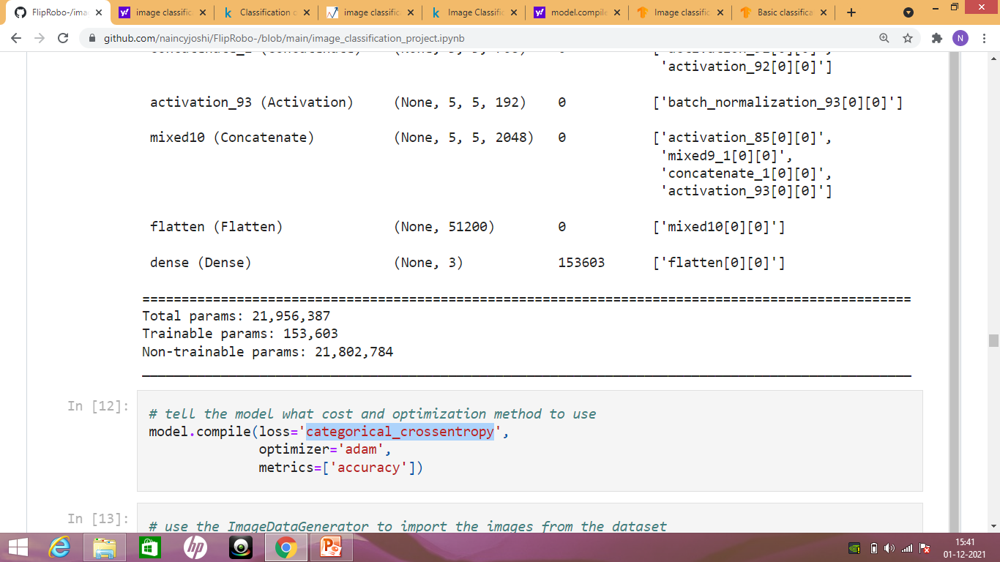 FlipRobo-/ima
image classific
Classification o
image classific
Image Classific
model.compile
Image classific
Basic classifica
github.com/naincyjoshi/FlipRobo-/blob/main/image_classification_project.ipynb
N
'activation_92[0][0]']
activation_93 (Activation) (None, 5, 5, 192) 0 ['batch_normalization_93[0][0]']
mixed10 (Concatenate) (None, 5, 5, 2048) 0 ['activation_85[0][0]',
'mixed9_1[0][0]',
'concatenate_1[0][0]',
'activation_93[0][0]']
flatten (Flatten) (None, 51200) 0 ['mixed10[0][0]']
dense (Dense) (None, 3) 153603 ['flatten[0][0]']
==================================================================================================
Total params: 21,956,387
Trainable params: 153,603
Non-trainable params: 21,802,784
In [12]:
# tell the model what cost and optimization method to use
model.compile(loss='categorical_crossentropy',
optimizer='adam',
metrics=['accuracy'])
In [13]:
# use the ImageDataGenerator to import the images from the dataset
15:41
01-12-2021